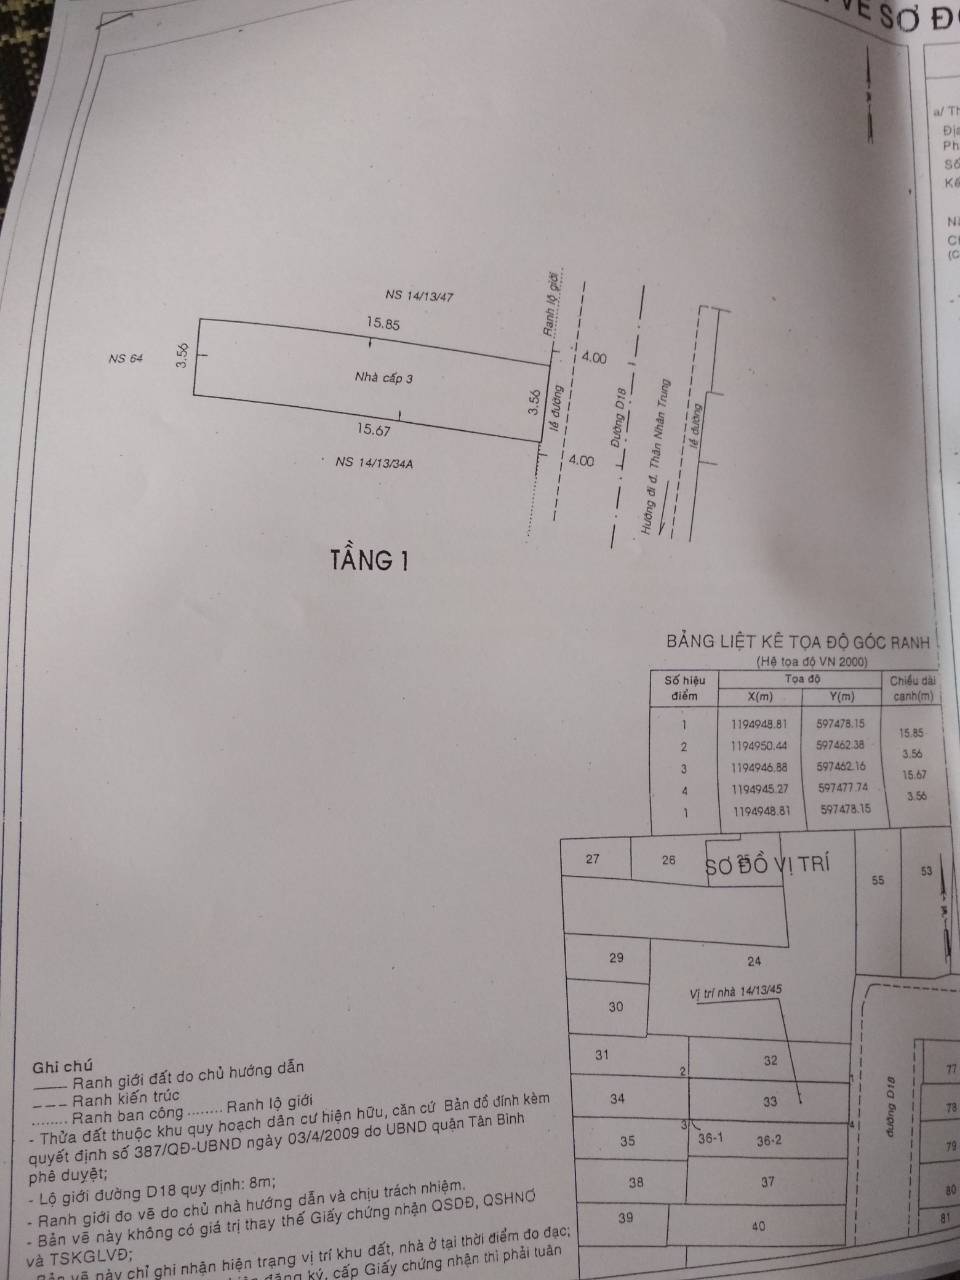 VẼ SƠ Đ
a/ Th
Địa
Ph
Số
Kế
Nă
(C
NS 14/13/47
15.85
NS 64
3.56
Nhà cấp 3
3.56
15.67
NS 14/13/34A
Ranh lộ giới
lề đường
4.00
4.00
Đường D18
Hướng đi đ. Thân Nhân Trung
lề đường
TẦNG 1
BẢNG LIỆT KÊ TỌA ĐỘ GÓC RANH
(Hệ tọa độ VN 2000)
Số hiệu điểm Tọa độ Chiều dài cạnh(m)
X(m) Y(m)
1 1194948.81 597478.15
15.85
2 1194950.44 597462.38
3.56
3 1194946.88 597462.16
15.67
4 1194945.27 597477.74
3.56
1 1194948.81 597478.15
SƠ ĐỒ VỊ TRÍ
27 26 25 55 53
29 24
Vị trí nhà 14/13/45
30
31 2 32 1 77
34 33 78
đường D18
35 3 36-1 36-2 4 79
38 37 80
39 40 81
Ghi chú
____ Ranh giới đất do chủ hướng dẫn
--- Ranh kiến trúc
........ Ranh ban công ........ Ranh lộ giới
- Thửa đất thuộc khu quy hoạch dân cư hiện hữu, căn cứ Bản đồ đính kèm
quyết định số 387/QĐ-UBND ngày 03/4/2009 do UBND quận Tân Bình
phê duyệt;
- Lộ giới đường D18 quy định: 8m;
- Ranh giới đo vẽ do chủ nhà hướng dẫn và chịu trách nhiệm.
- Bản vẽ này không có giá trị thay thế Giấy chứng nhận QSDĐ, QSHNƠ
và TSKGLVĐ;
- Bản vẽ này chỉ ghi nhận hiện trạng vị trí khu đất, nhà ở tại thời điểm đo đạc;
đăng ký, cấp Giấy chứng nhận thì phải tuân